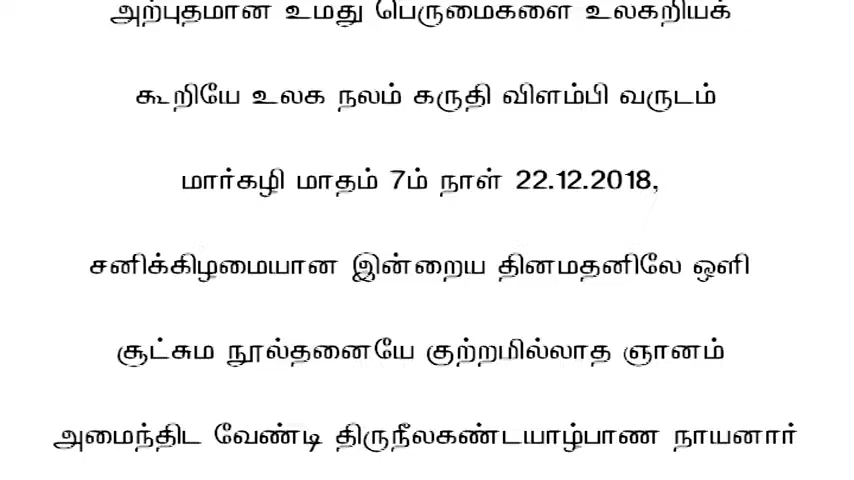 அற்புதமான உமது பெருமைகளை உலகறியக்
கூறியே உலக நலம் கருதி விளம்பி வருடம்
மார்கழி மாதம் 7ம் நாள் 22.12.2018,
சனிக்கிழமையான இன்றைய தினமதனிலே ஒளி
சூட்சும நூல்தனையே குற்றமில்லாத ஞானம்
அமைந்திட வேண்டி திருநீலகண்டயாழ்பாண நாயனார்